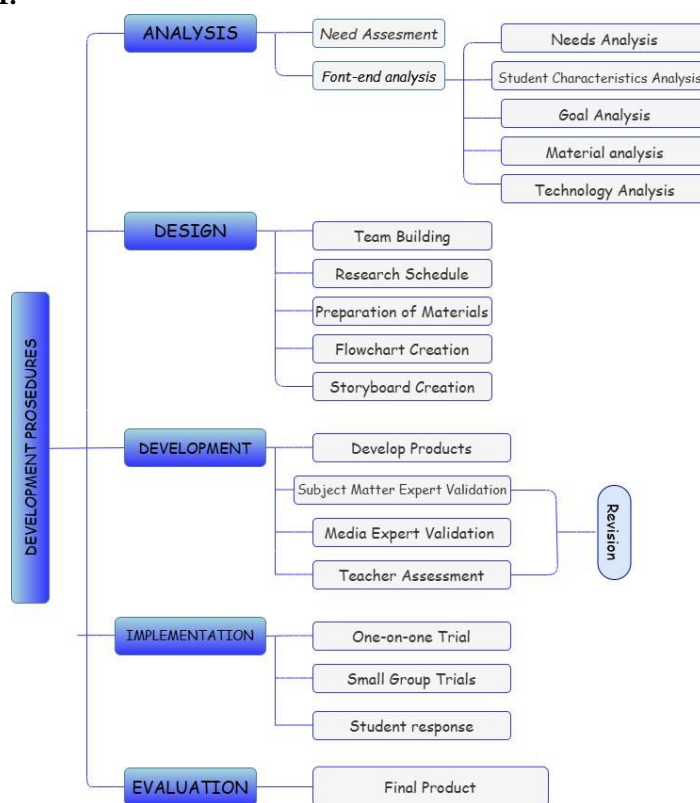 ANALYSIS
Need Assesment
Font-end analysis
Needs Analysis
Student Characteristics Analysis
Goal Analysis
Material analysis
Technology Analysis
DESIGN
Team Building
Research Schedule
Preparation of Materials
Flowchart Creation
Storyboard Creation
DEVELOPMENT PROSEDURES
DEVELOPMENT
Develop Products
Subject Matter Expert Validation
Media Expert Validation
Teacher Assessment
Revision
IMPLEMENTATION
One-on-one Trial
Small Group Trials
Student response
EVALUATION
Final Product